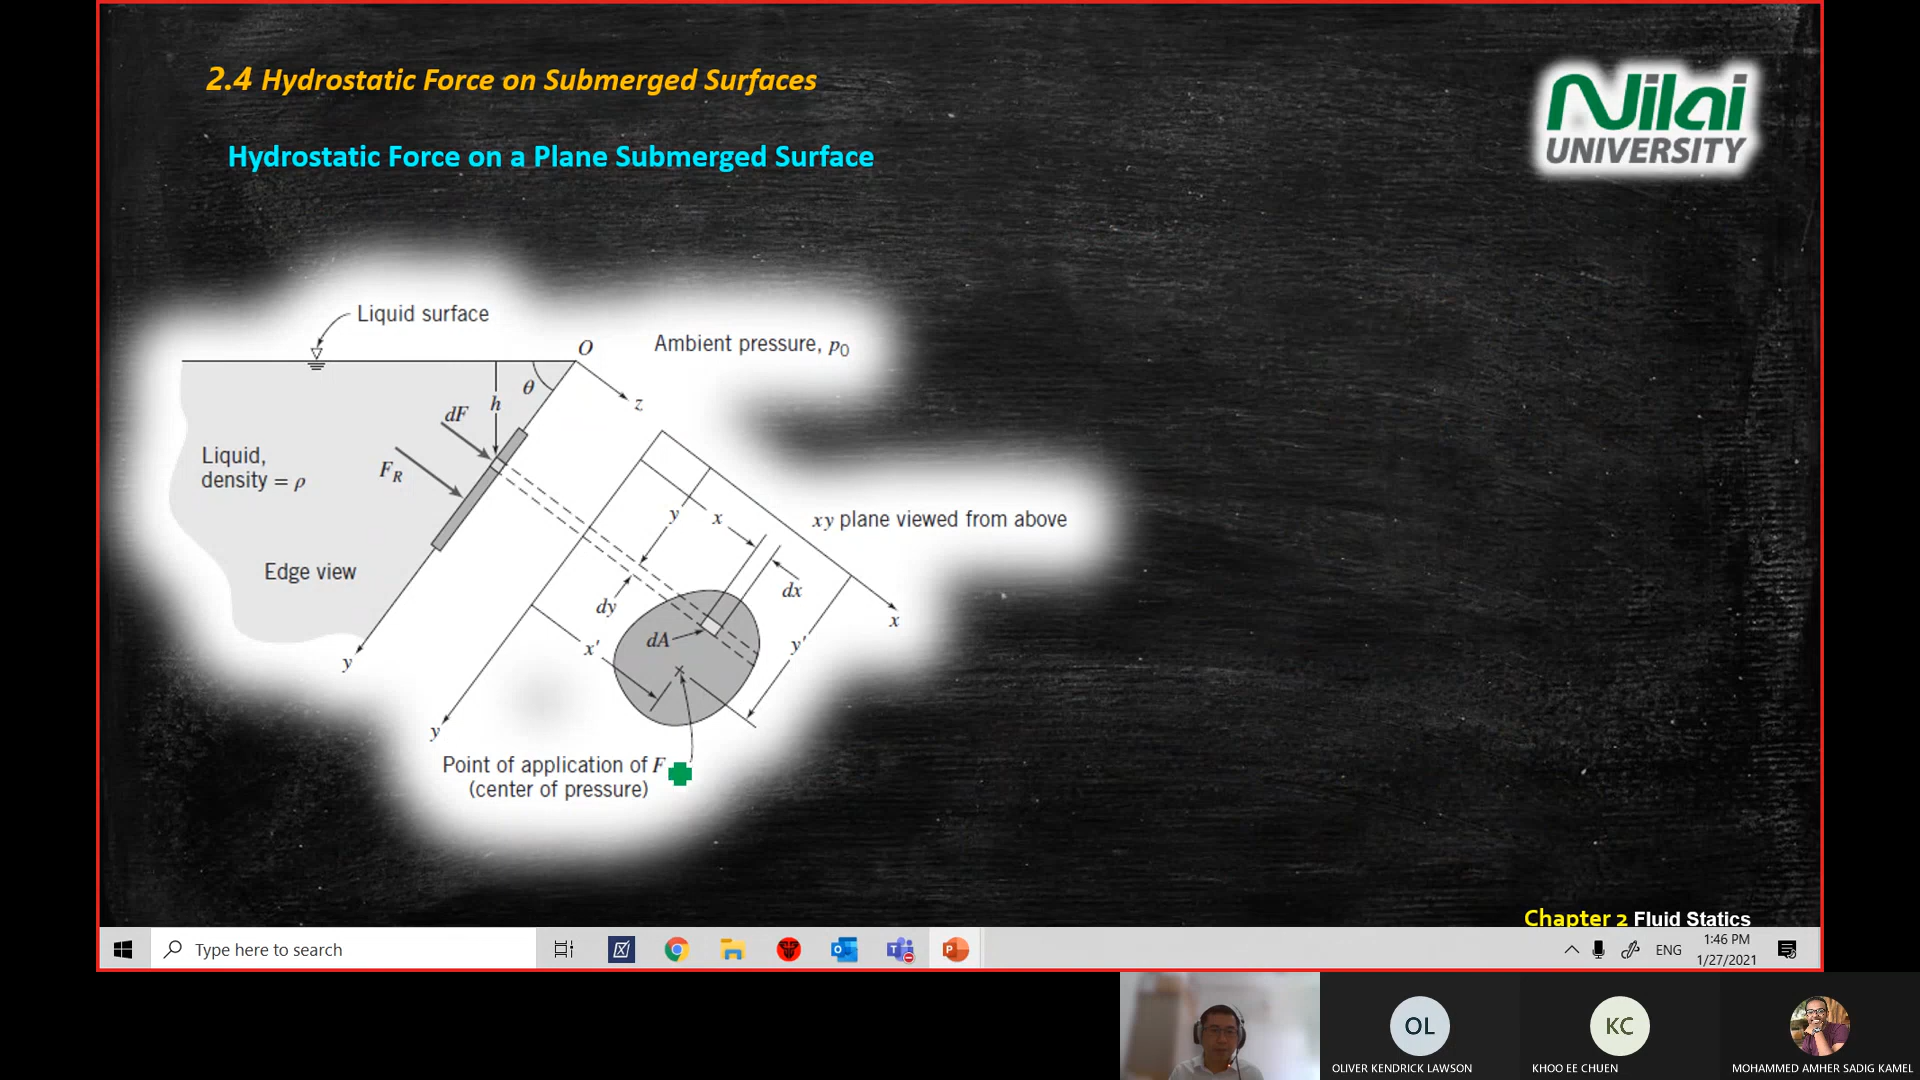 2.4 Hydrostatic Force on Submerged Surfaces
Nilai
UNIVERSITY
Hydrostatic Force on a Plane Submerged Surface
Liquid surface
O
Ambient pressure, p0
θ
h
z
dF
FR
Liquid,
density = ρ
y
x
xy plane viewed from above
Edge view
dx
dy
x
dA
y'
x'
y
y
Point of application of F
(center of pressure)
Chapter 2 Fluid Statics
Type here to search
ENG
1:46 PM
1/27/2021
OL
KC
OLIVER KENDRICK LAWSON
KHOO EE CHUEN
MOHAMMED AMHER SADIG KAMEL